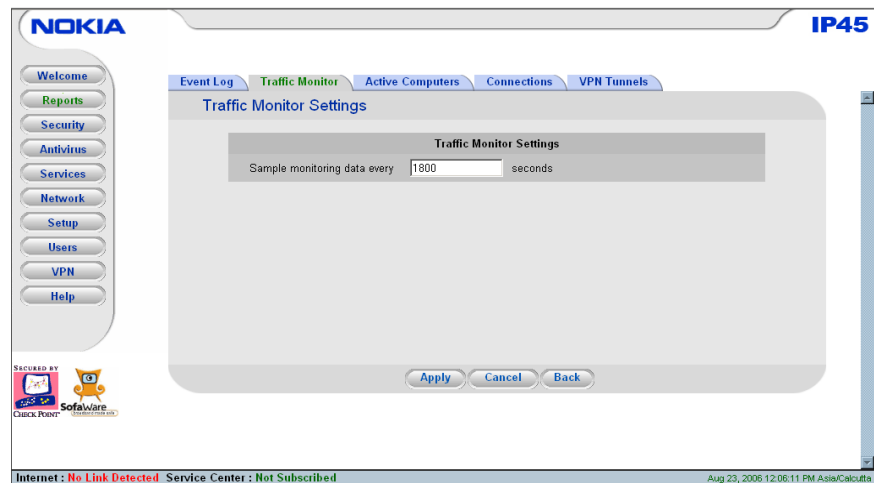 NOKIA
IP45
Welcome
Reports
Security
Antivirus
Services
Network
Setup
Users
VPN
Help
Event Log Traffic Monitor Active Computers Connections VPN Tunnels
Traffic Monitor Settings
Traffic Monitor Settings
Sample monitoring data every 1800 seconds
Apply Cancel Back
SECURED BY
CHECK POINT
SofaWare
Internet : No Link Detected Service Center : Not Subscribed
Aug 23, 2006 12:06:11 PM Asia/Calcutta